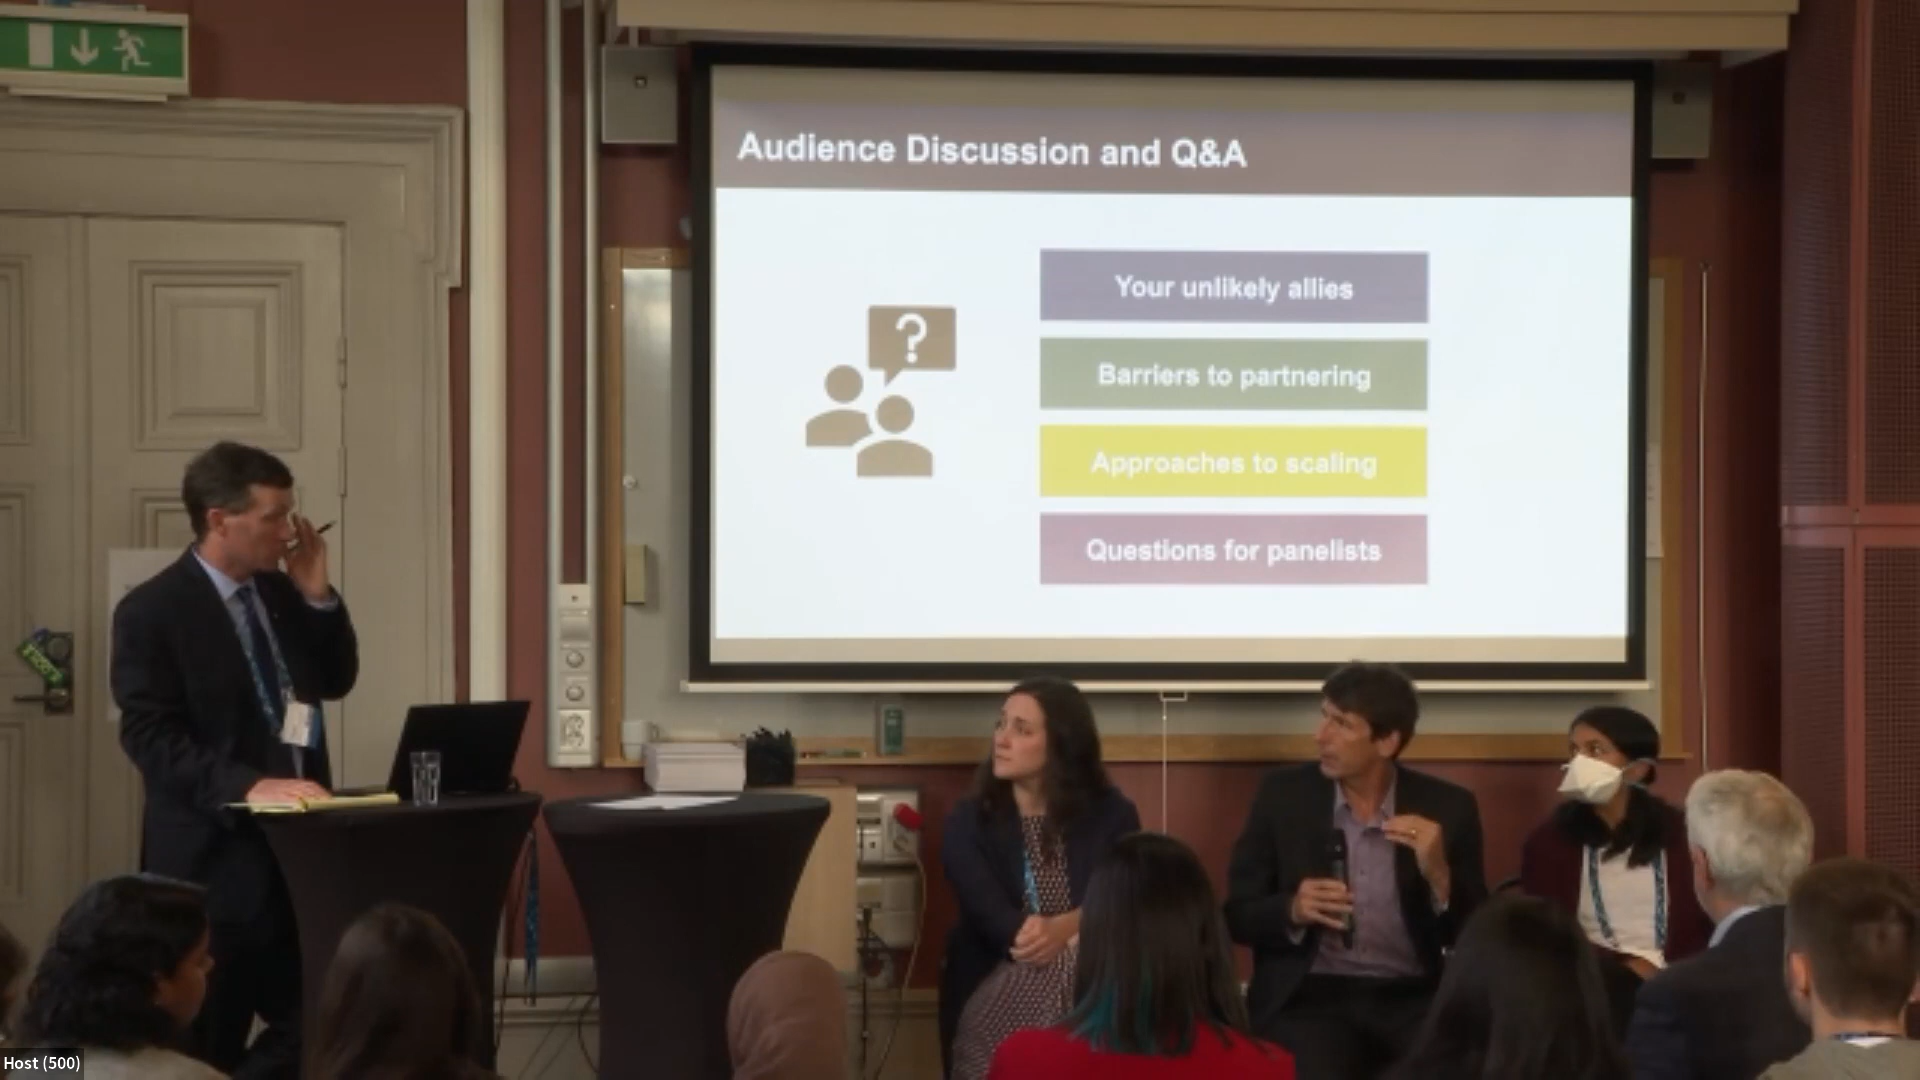 Audience Discussion and Q&A
?
Your unlikely allies
Barriers to partnering
Approaches to scaling
Questions for panelists
Host (500)